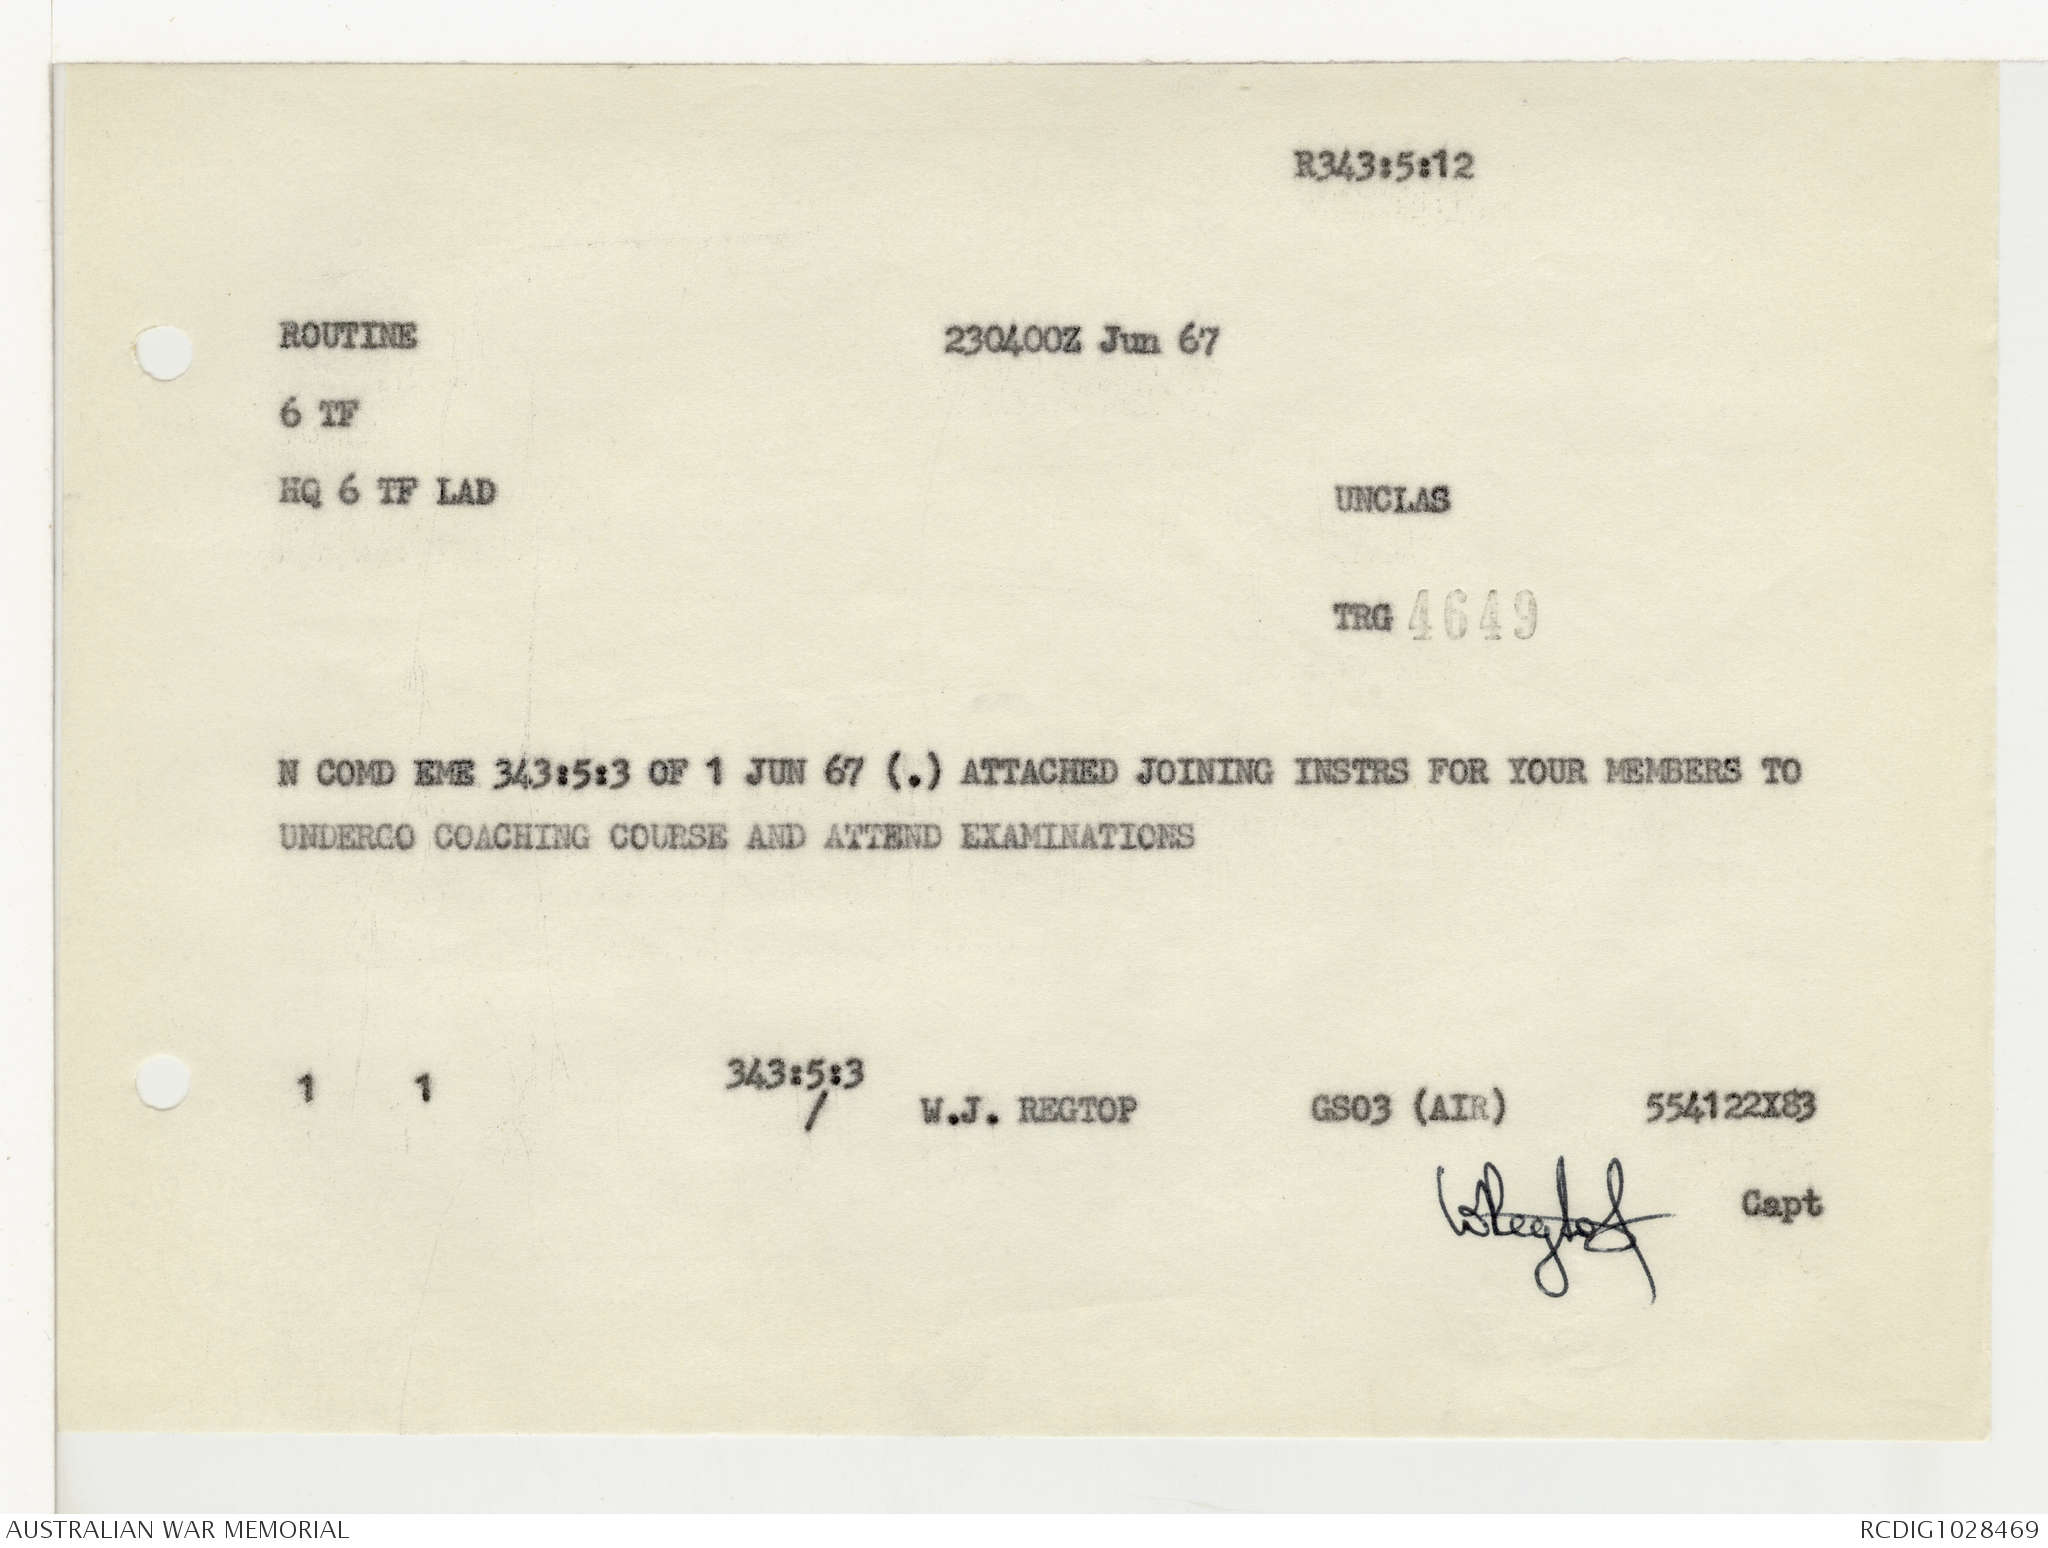 R343:5:12
ROUTINE 230400Z Jun 67
6 TF
HQ 6 TF LAD UNCLAS
TRG 4649
N COMD EME 343:5:3 OF 1 JUN 67 (.) ATTACHED JOINING INSTRS FOR YOUR MEMBERS TO
UNDERGO COACHING COURSE AND ATTEND EXAMINATIONS
1 1 343:5:3
/ W.J. REGTOP GSO3 (AIR) 554122X83
WJRegtop Capt
AUSTRALIAN WAR MEMORIAL RCDIG1028469